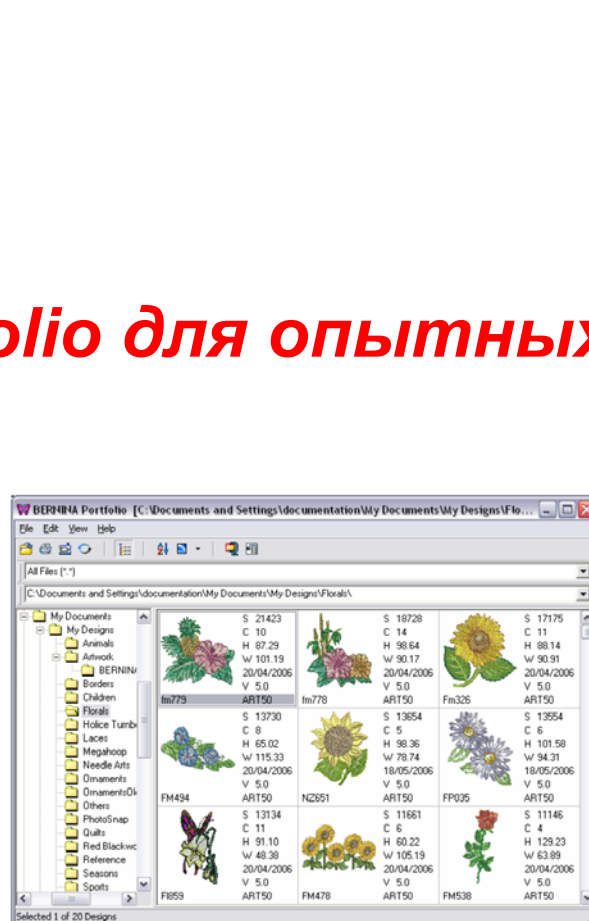 olio для опытных
BERNINA Portfolio [C:\Documents and Settings\documentation\My Documents\My Designs\Flo...
File Edit View Help
All Files (*.*)
C:\Documents and Settings\documentation\My Documents\My Designs\Florals\
My Documents
My Designs
Animals
Artwork
BERNINA
Borders
Children
Florals
Holice Turnb
Laces
Megahoop
Needle Arts
Ornaments
OrnamentsOl
Others
PhotoSnap
Quilts
Red Blackwo
Reference
Seasons
Sports
S 21423
C 10
H 87.29
W 101.19
20/04/2006
V 5.0
fm779 ART50
S 18728
C 14
H 98.64
W 90.17
20/04/2006
V 5.0
fm778 ART50
S 17175
C 11
H 88.14
W 90.91
20/04/2006
V 5.0
Fm326 ART50
S 13730
C 8
H 65.02
W 115.33
20/04/2006
V 5.0
FM494 ART50
S 13654
C 5
H 98.36
W 78.74
18/05/2006
V 5.0
NZ651 ART50
S 13554
C 6
H 101.58
W 94.31
18/05/2006
V 5.0
FP035 ART50
S 13134
C 11
H 91.10
W 48.38
20/04/2006
V 5.0
FI859 ART50
S 11661
C 6
H 60.22
W 105.19
20/04/2006
V 5.0
FM478 ART50
S 11146
C 4
H 129.23
W 63.89
20/04/2006
V 5.0
FM538 ART50
Selected 1 of 20 Designs